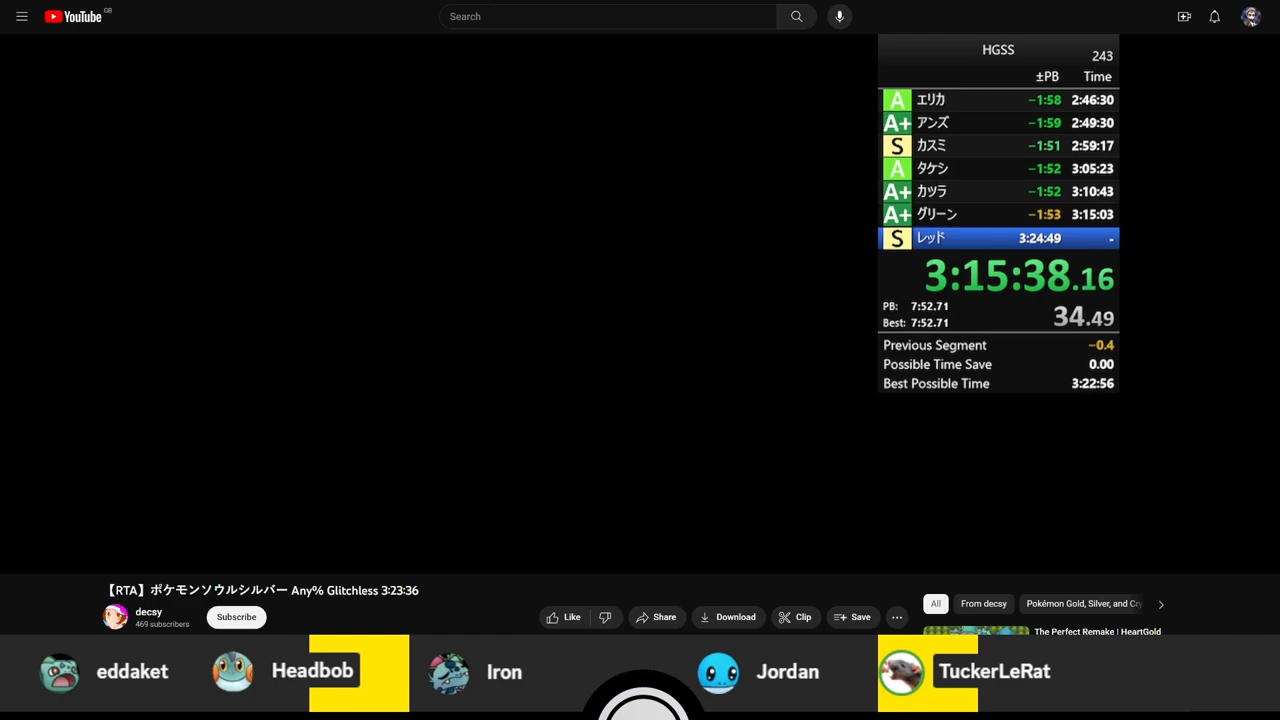 YouTube GB
Search
HGSS
243
±PB Time
A エリカ −1:58 2:46:30
A+ アンズ −1:59 2:49:30
S カスミ −1:51 2:59:17
A タケシ −1:52 3:05:23
A+ カツラ −1:52 3:10:43
A+ グリーン −1:53 3:15:03
S レッド 3:24:49 -
3:15:38.16
PB: 7:52.71
Best: 7:52.71
34.49
Previous Segment −0.4
Possible Time Save 0.00
Best Possible Time 3:22:56
【RTA】ポケモンソウルシルバー Any% Glitchless 3:23:36
decsy
469 subscribers
Subscribe
Like
Share
Download
Clip
Save
All
From decsy
Pokémon Gold, Silver, and Cry
The Perfect Remake | HeartGold
eddaket
Headbob
Iron
Jordan
TuckerLeRat